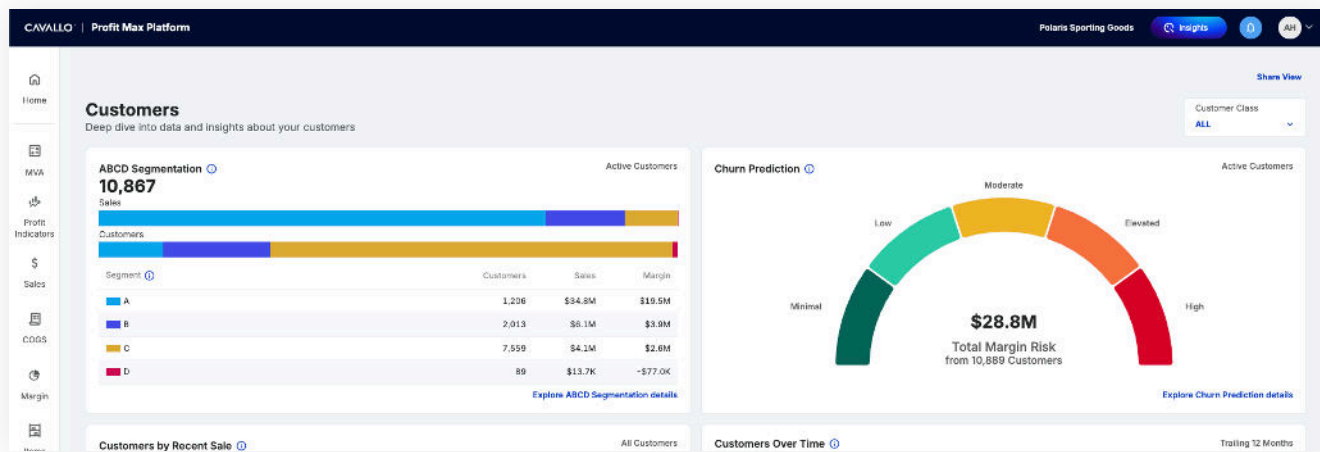 CAVALLO | Profit Max Platform
Polaris Sporting Goods
Insights
AH
Share View
Home
MVA
Profit
Indicators
$
Sales
COGS
Margin
Customers
Deep dive into data and insights about your customers
Customer Class
ALL
ABCD Segmentation
Active Customers
10,867
Sales
Customers
Segment Customers Sales Margin
A 1,206 $34.8M $19.5M
B 2,013 $6.1M $3.9M
C 7,559 $4.1M $2.6M
D 89 $13.7K -$77.0K
Explore ABCD Segmentation details
Churn Prediction
Active Customers
Moderate
Low
Elevated
Minimal
High
$28.8M
Total Margin Risk
from 10,889 Customers
Explore Churn Prediction details
Customers by Recent Sale
All Customers
Customers Over Time
Trailing 12 Months